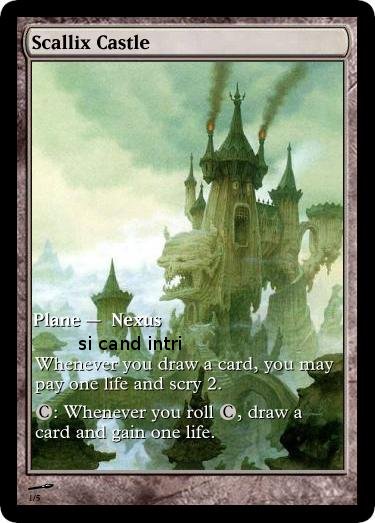 Scallix Castle
Plane — Nexus
si cand intri
Whenever you draw a card, you may
pay one life and scry 2.
C: Whenever you roll C, draw a
card and gain one life.
1/5